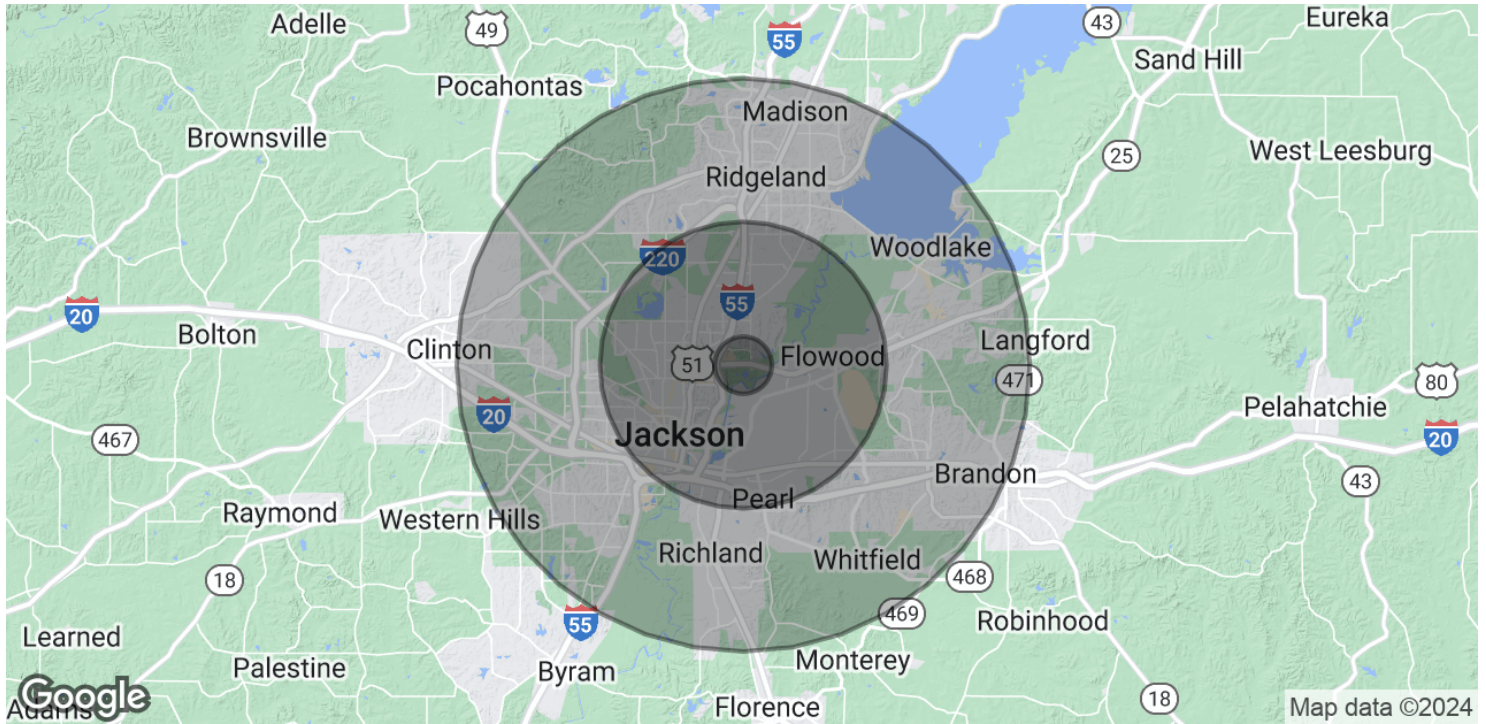 Adelle
49
55
43
Eureka
Sand Hill
Pocahontas
Madison
Brownsville
25
West Leesburg
Ridgeland
Woodlake
220
55
20
Bolton
Clinton
51
Flowood
Langford
471
80
20
Jackson
Pelahatchie
467
20
Brandon
43
Pearl
Raymond
Western Hills
Richland
Whitfield
18
468
469
55
Robinhood
Learned
Palestine
Byram
Monterey
18
Adams
Google
Florence
Map data ©2024